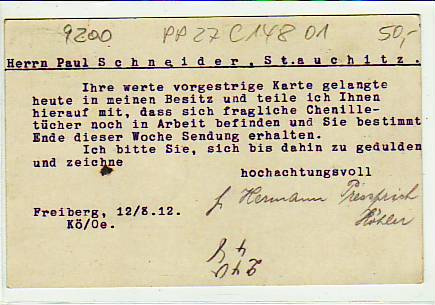 9200 PP 27 C 148 01 50,-
Herrn Paul Schneider, Stauchitz.
Ihre werte vorgestrige Karte gelangte
heute in meinen Besitz und teile ich Ihnen
hierauf mit, dass sich fragliche Chenille-
tücher noch in Arbeit befinden und Sie bestimmt
Ende dieser Woche Sendung erhalten.
Ich bitte Sie, sich bis dahin zu gedulden
und zeichne
hochachtungsvoll
Hermann Pressprich
Freiberg, 12/8.12.
Köhler
Kö/Oe.